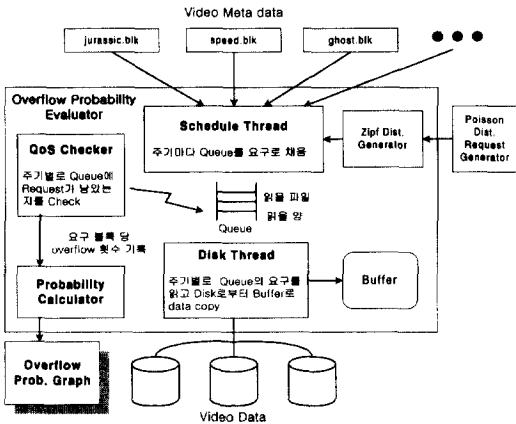 Video Meta data
jurassic.blk
speed.blk
ghost.blk
Overflow Probability
Evaluator
Schedule Thread
주기마다 Queue를 요구로 채움
Zipf Dist.
Generator
Poisson
Dist.
Request
Generator
QoS Checker
주기별로 Queue에
Request가 남았는
지를 Check
읽을 파일
읽을 양
Queue
요구 블록 당
overflow 횟수 기록
Disk Thread
주기별로 Queue의 요구를
읽고 Disk로부터 Buffer로
data copy
Buffer
Probability
Calculator
Overflow
Prob. Graph
Video Data